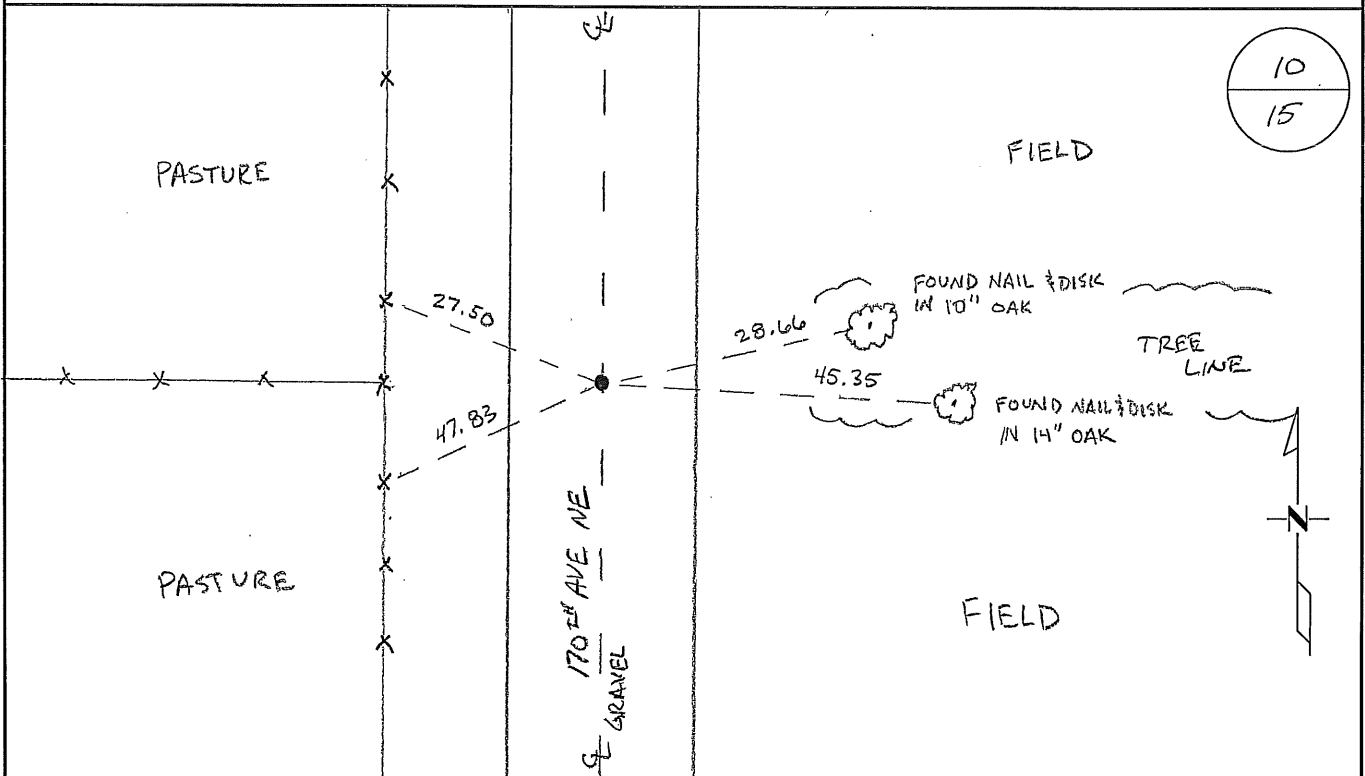 ℄
10
15
PASTURE
FIELD
FOUND NAIL & DISK
IN 10" OAK
27.50
28.66
TREE
LINE
45.35
FOUND NAIL & DISK
IN 14" OAK
47.83
N
170TH AVE NE
GRAVEL
℄
PASTURE
FIELD